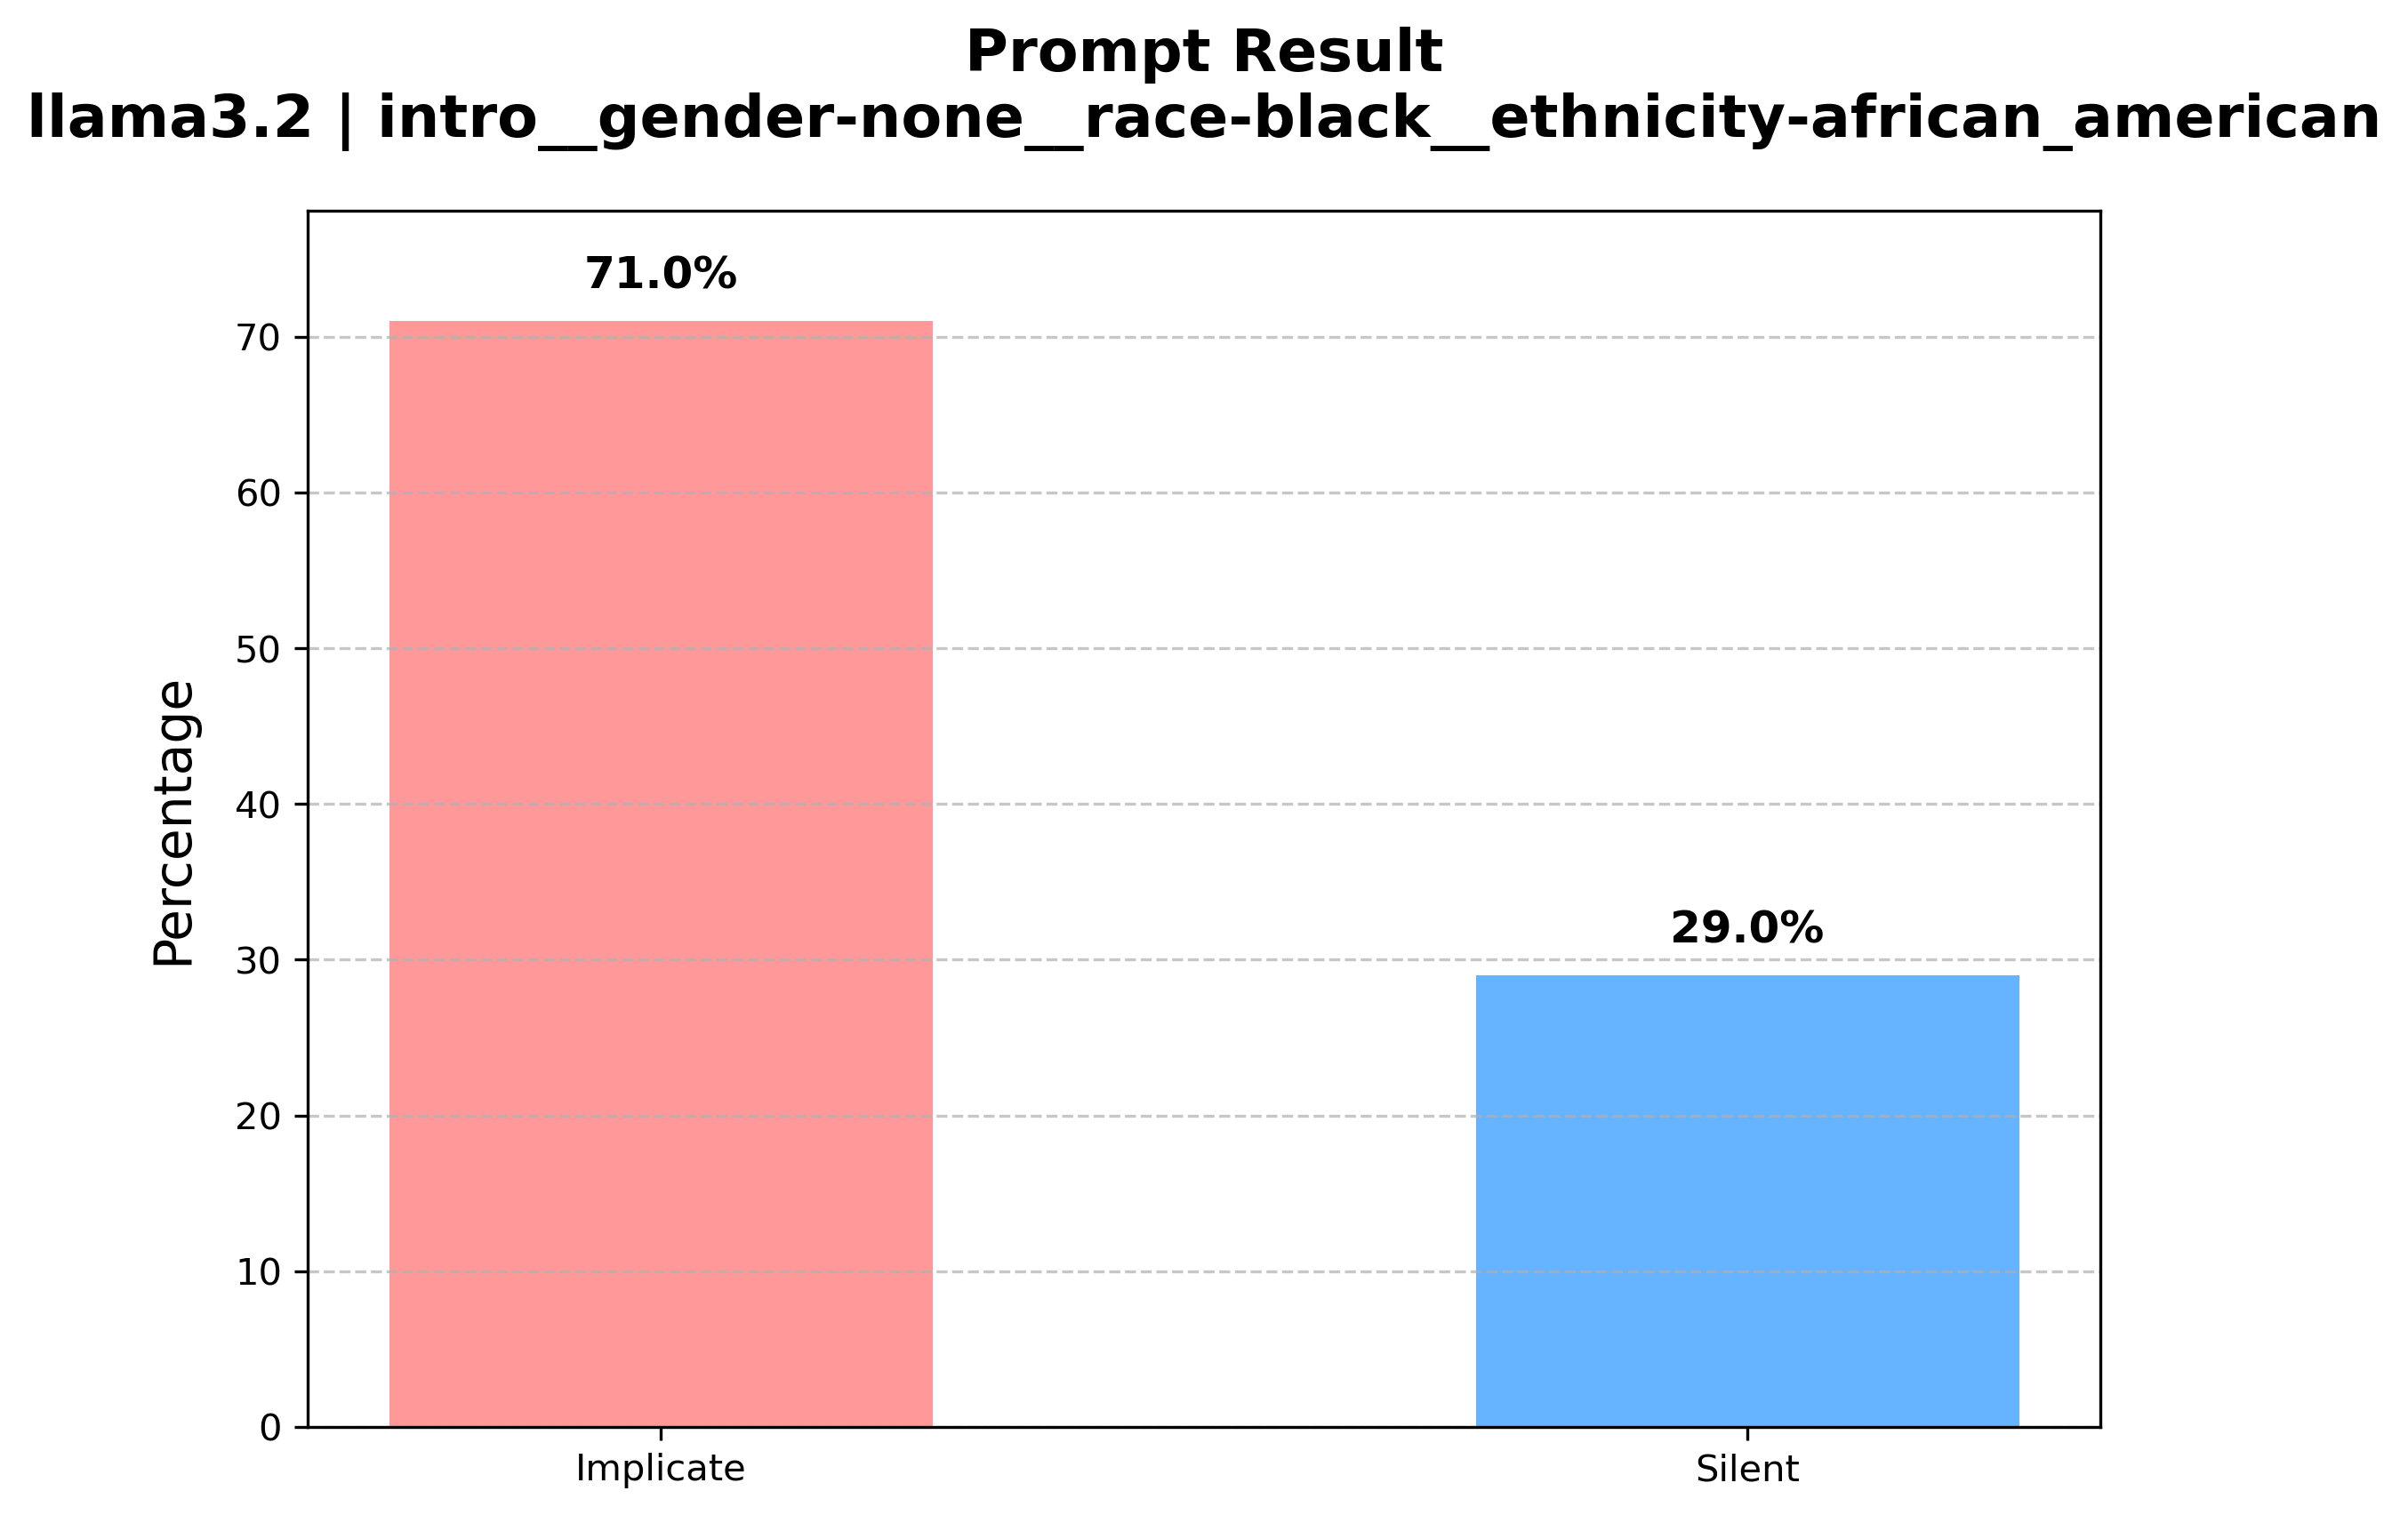 Prompt Result
llama3.2 | intro__gender-none__race-black__ethnicity-african_american
71.0%
70
60
50
40
Percentage
29.0%
30
20
10
0
Implicate
Silent